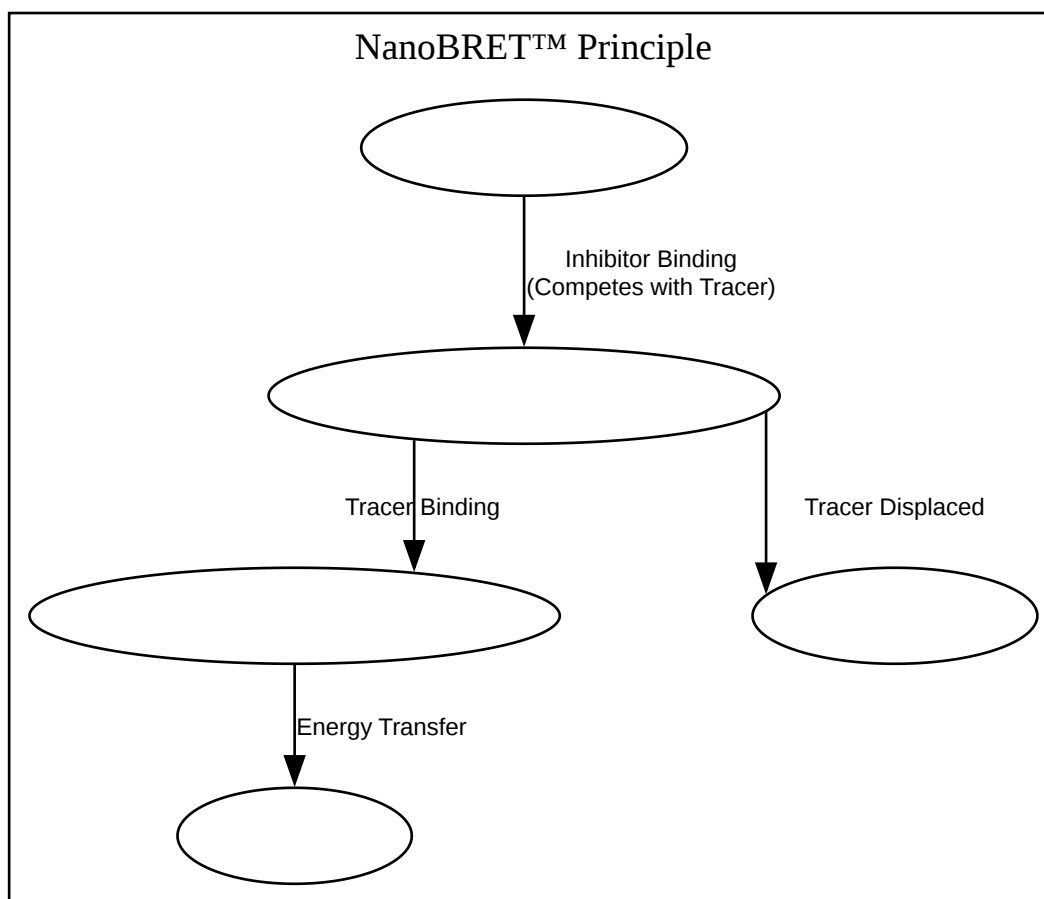 NanoBRET™ Principle
Inhibitor Binding
(Competes with Tracer)
Tracer Binding
Tracer Displaced
Energy Transfer